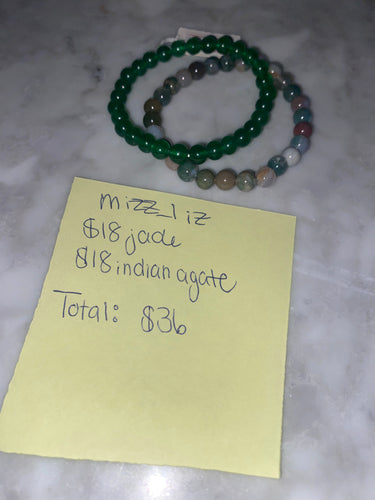 mizz_liz
$18 jade
$18 indian agate
Total: $36